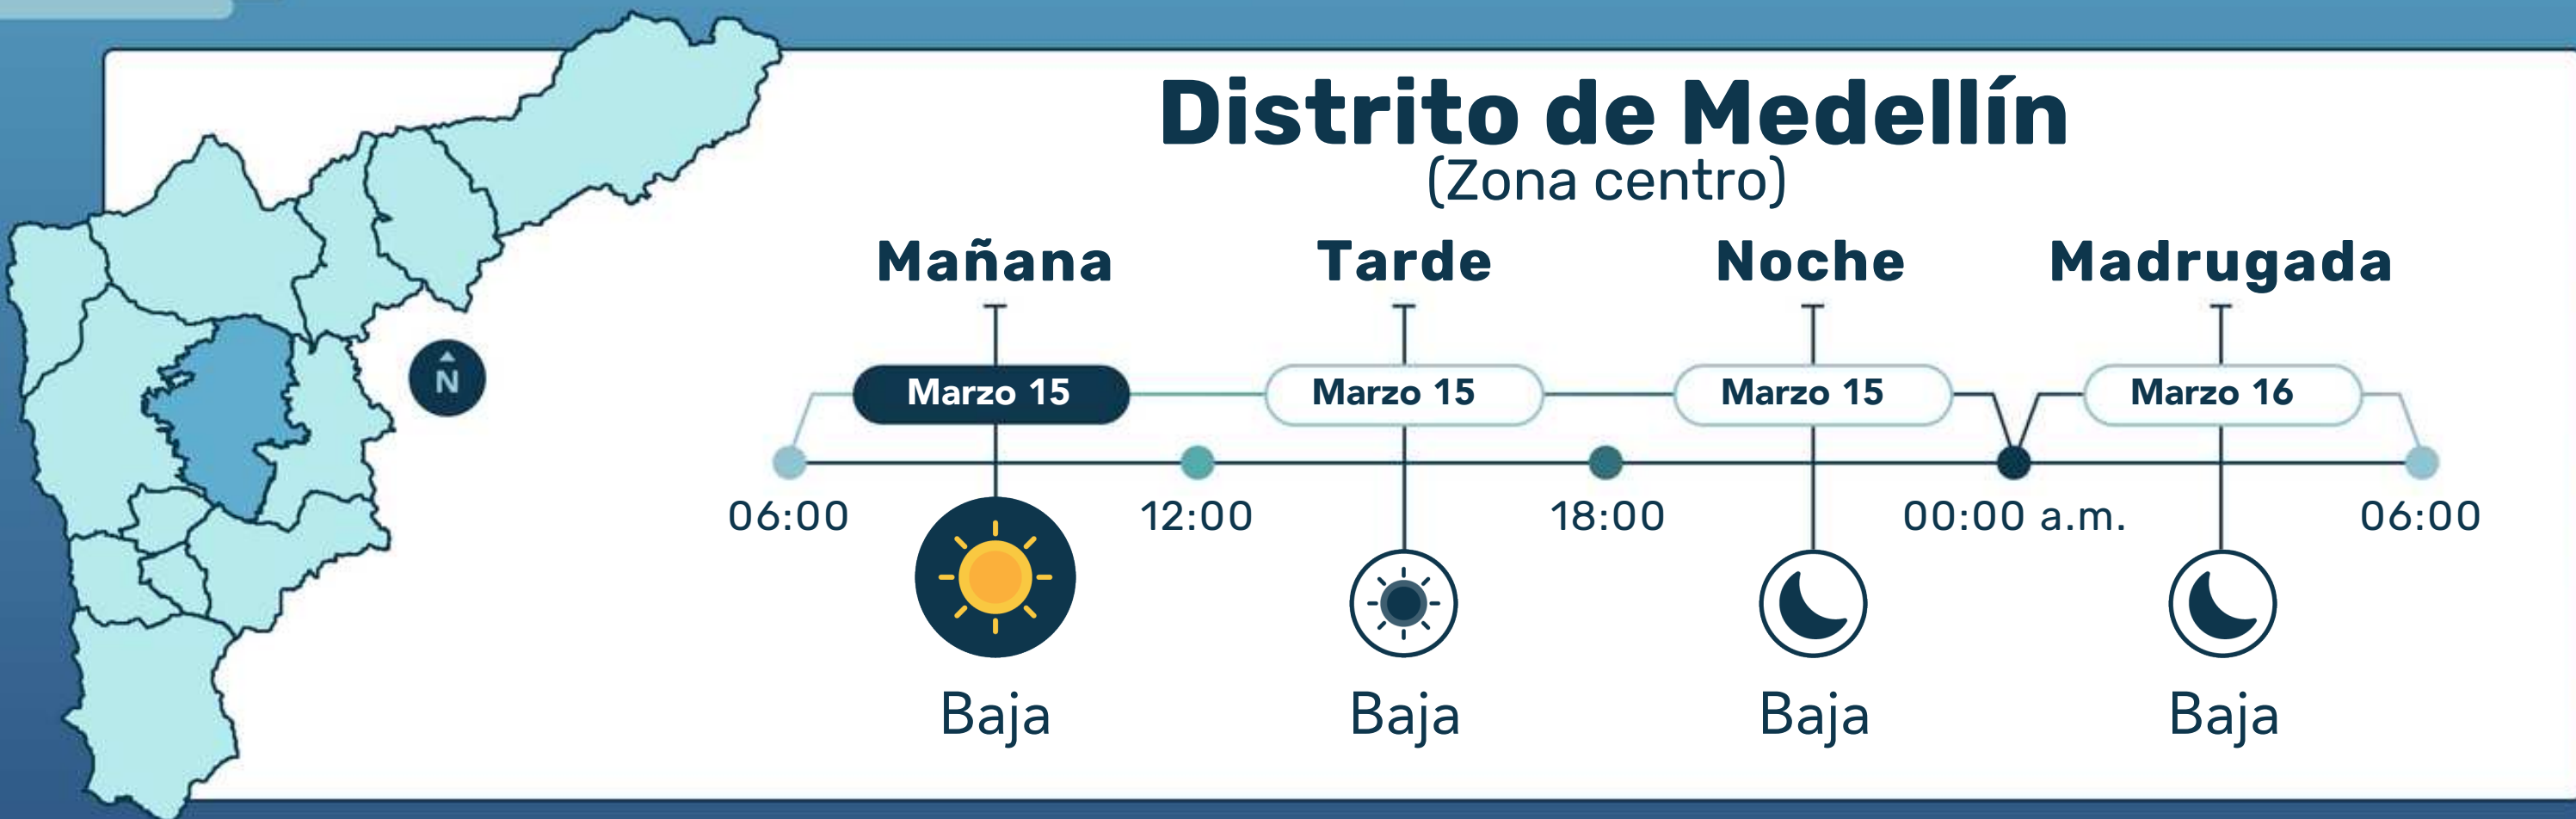 Distrito de Medellín
(Zona centro)
Mañana Tarde Noche Madrugada
Marzo 15 Marzo 15 Marzo 15 Marzo 16
N
06:00 12:00 18:00 00:00 a.m. 06:00
Baja Baja Baja Baja